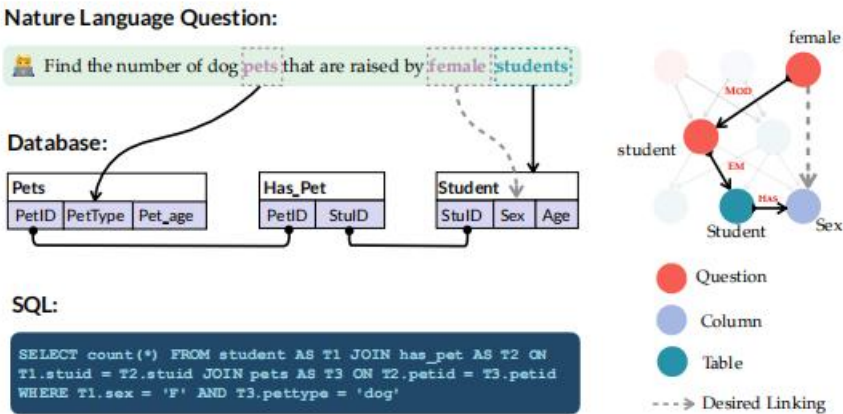 Nature Language Question:
Find the number of dog pets that are raised by female students
Database:
Pets
PetID PetType Pet_age
Has_Pet
PetID StuID
Student
StuID Sex Age
SQL:
SELECT count(*) FROM student AS T1 JOIN has_pet AS T2 ON
T1.stuid = T2.stuid JOIN pets AS T3 ON T2.petid = T3.petid
WHERE T1.sex = 'F' AND T3.pettype = 'dog'
female
MOD
student
EM
HAS
Student
Sex
Question
Column
Table
Desired Linking